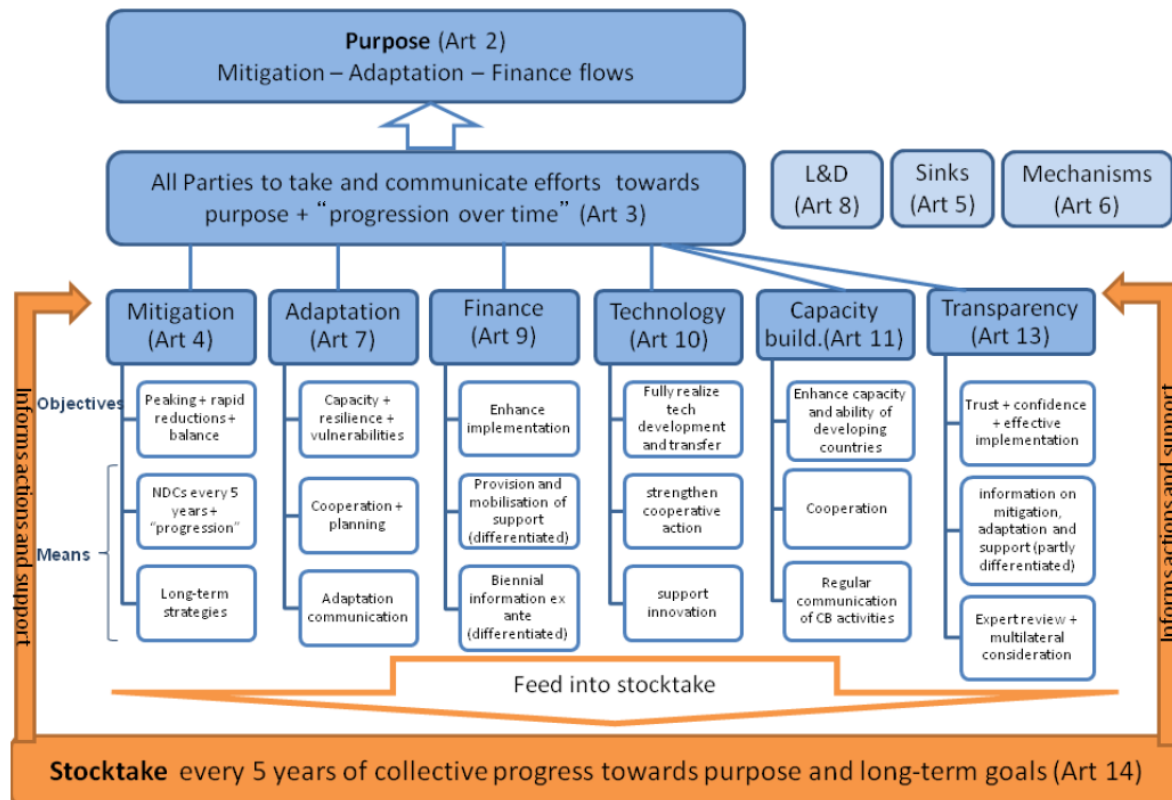 Purpose (Art 2)
Mitigation – Adaptation – Finance flows
All Parties to take and communicate efforts towards
purpose + “progression over time” (Art 3)
L&D
(Art 8)
Sinks
(Art 5)
Mechanisms
(Art 6)
Mitigation
(Art 4)
Adaptation
(Art 7)
Finance
(Art 9)
Technology
(Art 10)
Capacity
build.(Art 11)
Transparency
(Art 13)
Objectives
Peaking + rapid
reductions +
balance
Capacity +
resilience +
vulnerabilities
Enhance
implementation
Fully realize
tech
development
and transfer
Enhance capacity
and ability of
developing
countries
Trust + confidence
+ effective
implementation
Means
NDCs every 5
years +
“progression”
Cooperation +
planning
Provision and
mobilisation of
support
(differentiated)
strengthen
cooperative
action
Cooperation
information on
mitigation,
adaptation and
support (partly
differentiated)
Long-term
strategies
Adaptation
communication
Biennial
information ex
ante
(differentiated)
support
innovation
Regular
communication
of CB activities
Expert review +
multilateral
consideration
Informs actions and support
Informs actions and support
Feed into stocktake
Stocktake every 5 years of collective progress towards purpose and long-term goals (Art 14)